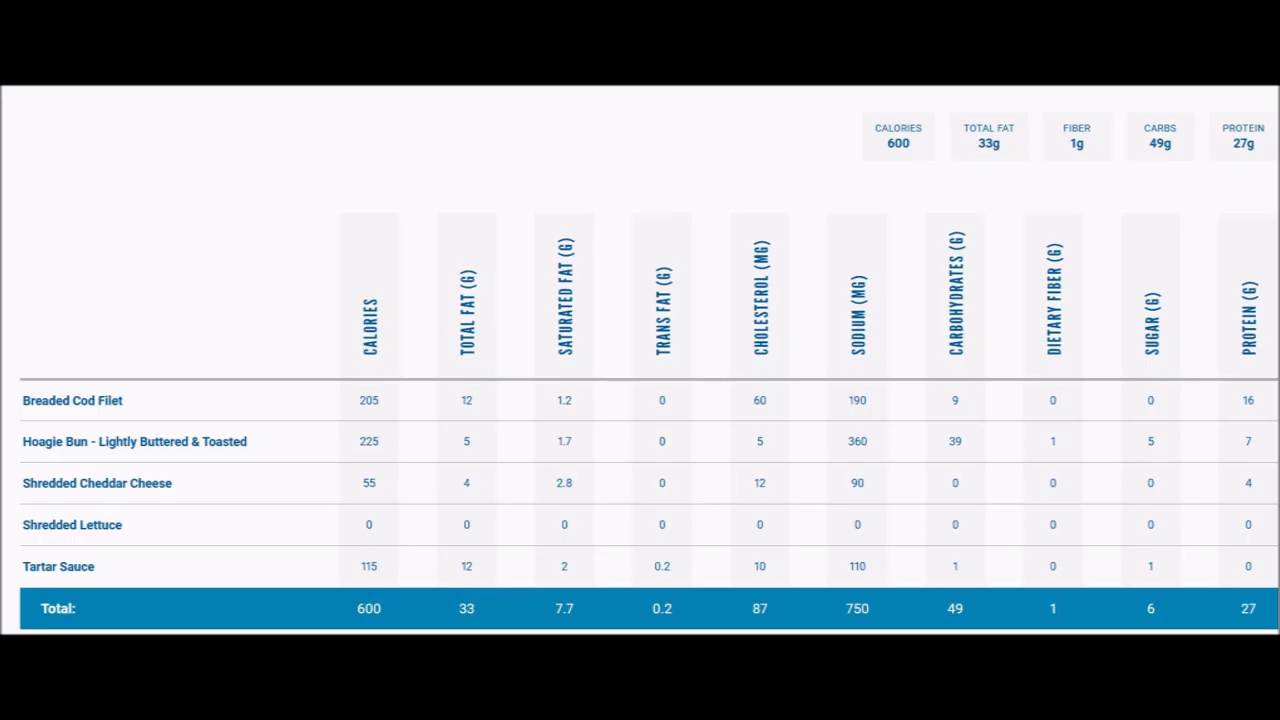 CALORIES TOTAL FAT FIBER CARBS PROTEIN
600 33g 1g 49g 27g
CALORIES TOTAL FAT (G) SATURATED FAT (G) TRANS FAT (G) CHOLESTEROL (MG) SODIUM (MG) CARBOHYDRATES (G) DIETARY FIBER (G) SUGAR (G) PROTEIN (G)
Breaded Cod Filet 205 12 1.2 0 60 190 9 0 0 16
Hoagie Bun - Lightly Buttered & Toasted 225 5 1.7 0 5 360 39 1 5 7
Shredded Cheddar Cheese 55 4 2.8 0 12 90 0 0 0 4
Shredded Lettuce 0 0 0 0 0 0 0 0 0 0
Tartar Sauce 115 12 2 0.2 10 110 1 0 1 0
Total: 600 33 7.7 0.2 87 750 49 1 6 27